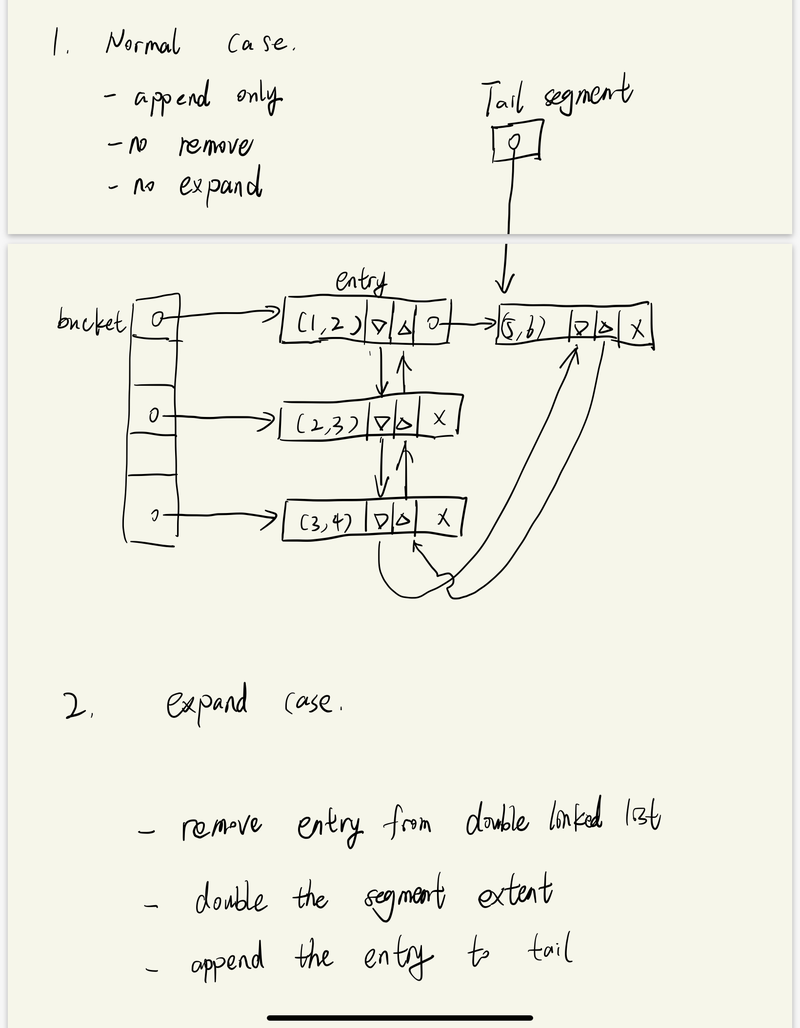 1. Normal case.
- append only
- no remove
- no expand
Tail segment
entry
bucket
(1,2)
(5,6)
(2,3)
X
(3,4)
X
X
2. expand case.
- remove entry from double linked list
- double the segment extent
- append the entry to tail